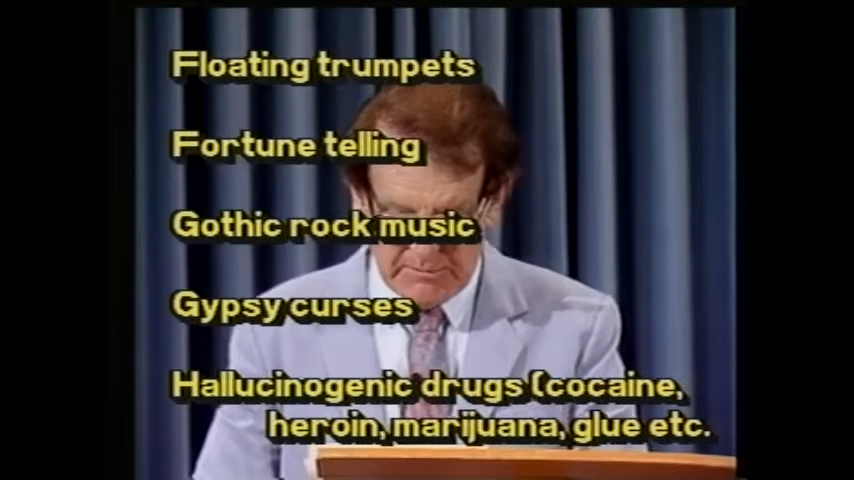 Floating trumpets
Fortune telling
Gothic rock music
Gypsy curses
Hallucinogenic drugs (cocaine,
heroin, marijuana, glue etc.